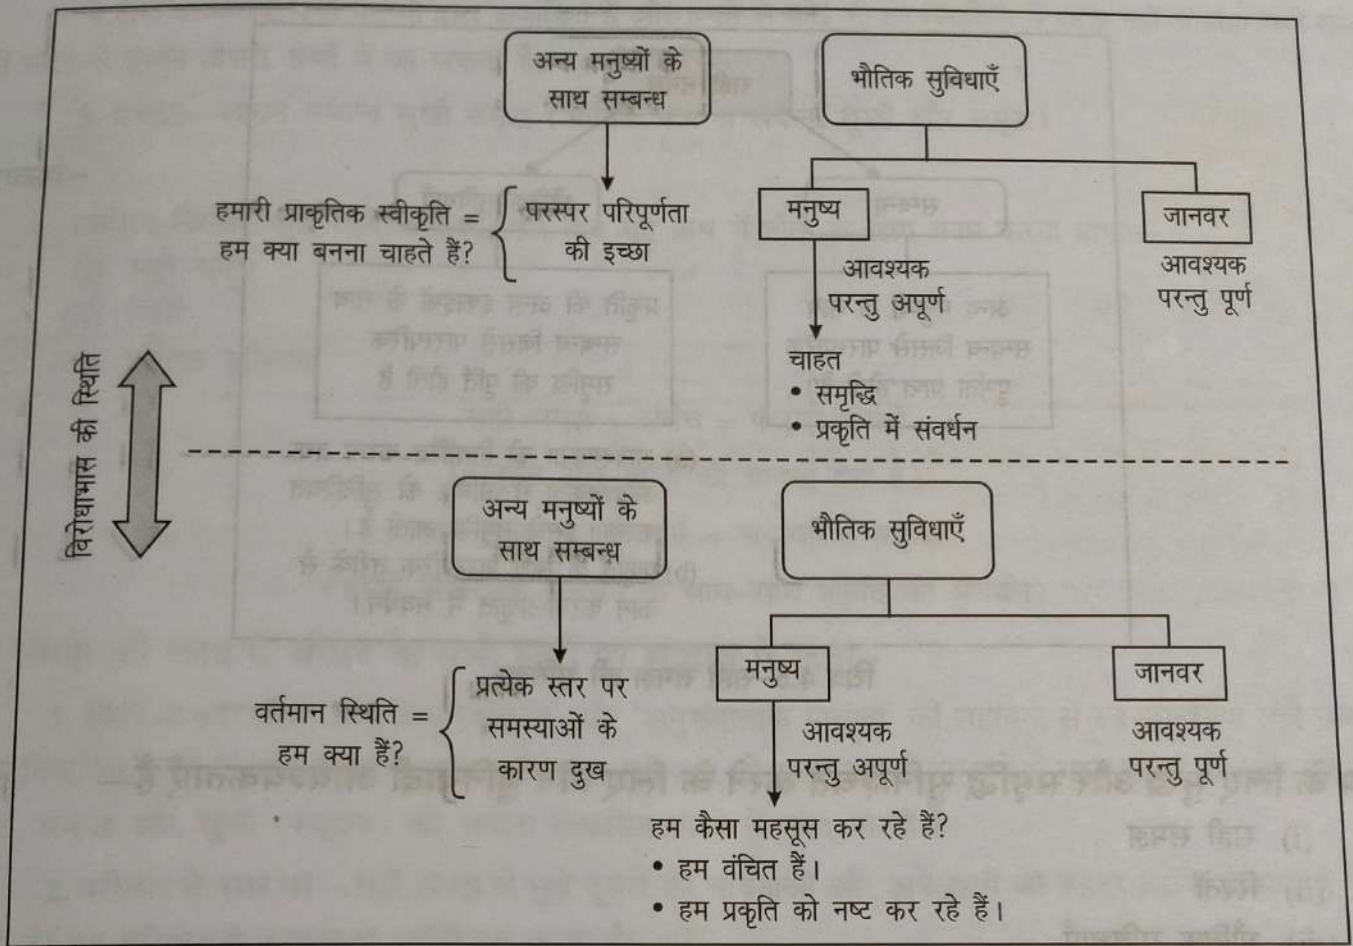 अन्य मनुष्यों के
साथ सम्बन्ध
भौतिक सुविधाएँ
हमारी प्राकृतिक स्वीकृति =
हम क्या बनना चाहते हैं?
परस्पर परिपूर्णता
की इच्छा
मनुष्य
जानवर
आवश्यक
परन्तु अपूर्ण
आवश्यक
परन्तु पूर्ण
चाहत
• समृद्धि
• प्रकृति में संवर्धन
विरोधाभास की स्थिति
अन्य मनुष्यों के
साथ सम्बन्ध
भौतिक सुविधाएँ
वर्तमान स्थिति =
हम क्या हैं?
प्रत्येक स्तर पर
समस्याओं के
कारण दुख
मनुष्य
जानवर
आवश्यक
परन्तु अपूर्ण
आवश्यक
परन्तु पूर्ण
हम कैसा महसूस कर रहे हैं?
• हम वंचित हैं।
• हम प्रकृति को नष्ट कर रहे हैं।